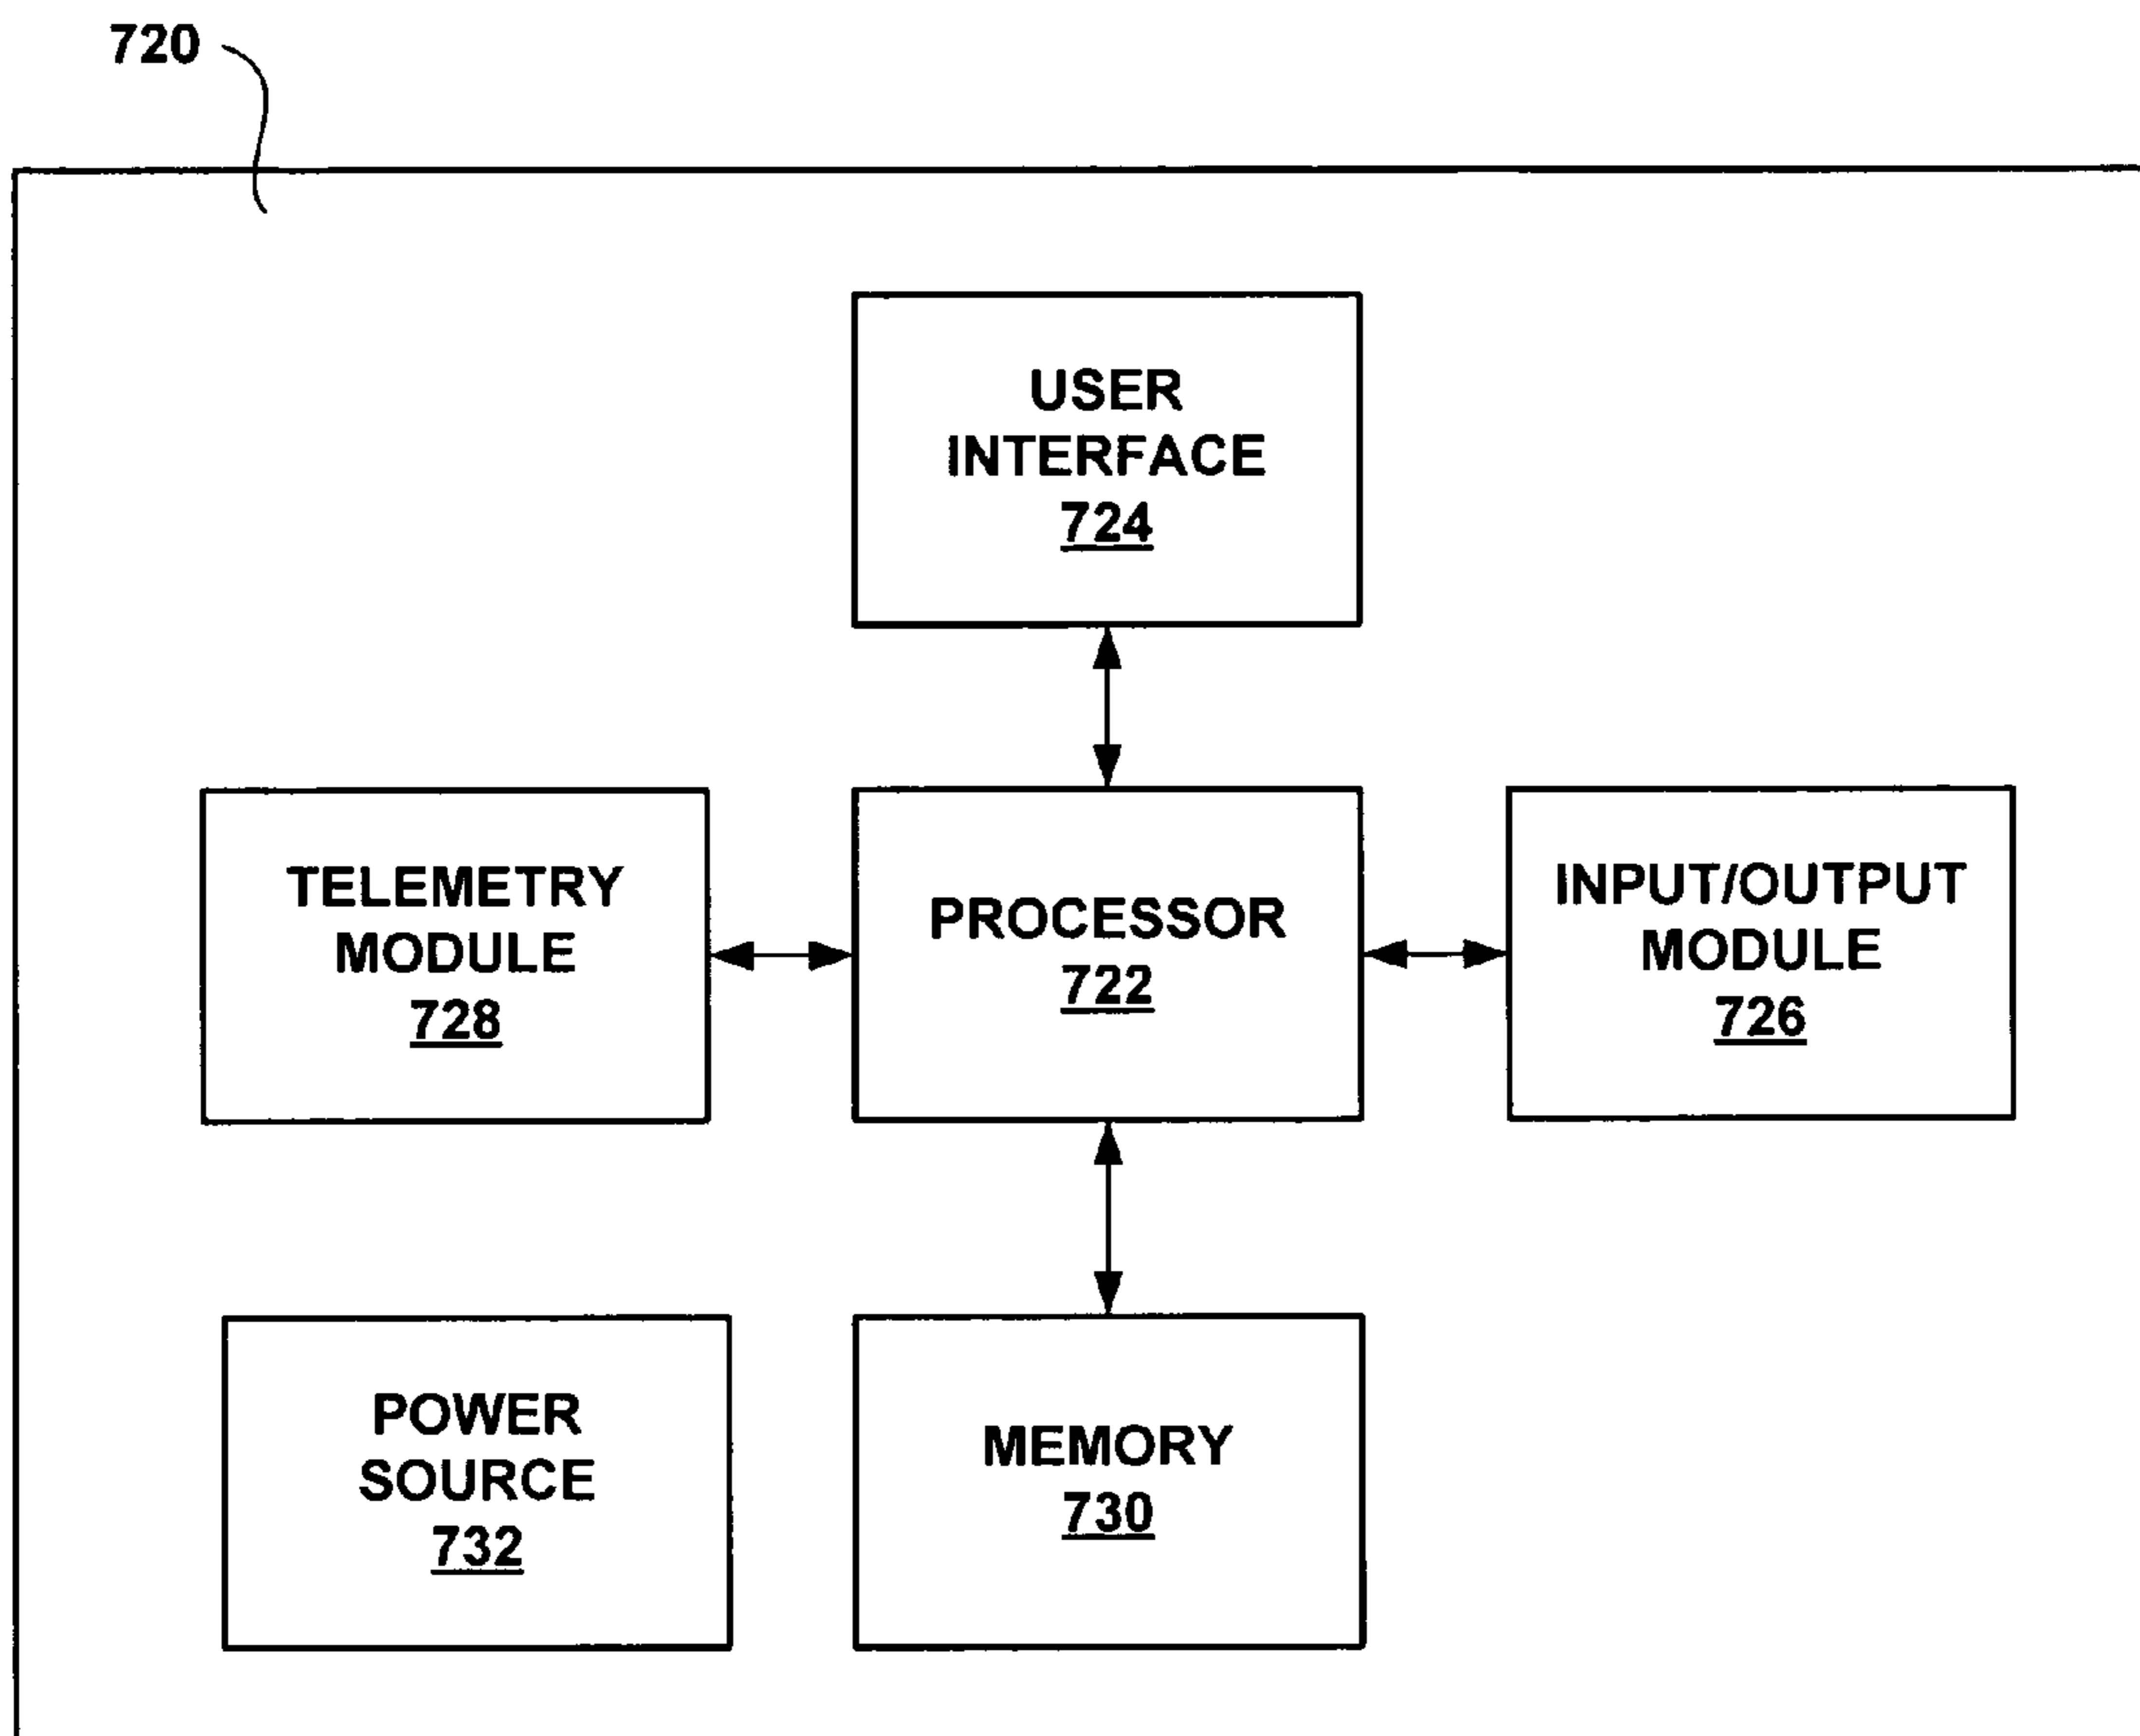 720
USER
INTERFACE
724
TELEMETRY
MODULE
728
PROCESSOR
722
INPUT/OUTPUT
MODULE
726
POWER
SOURCE
732
MEMORY
730